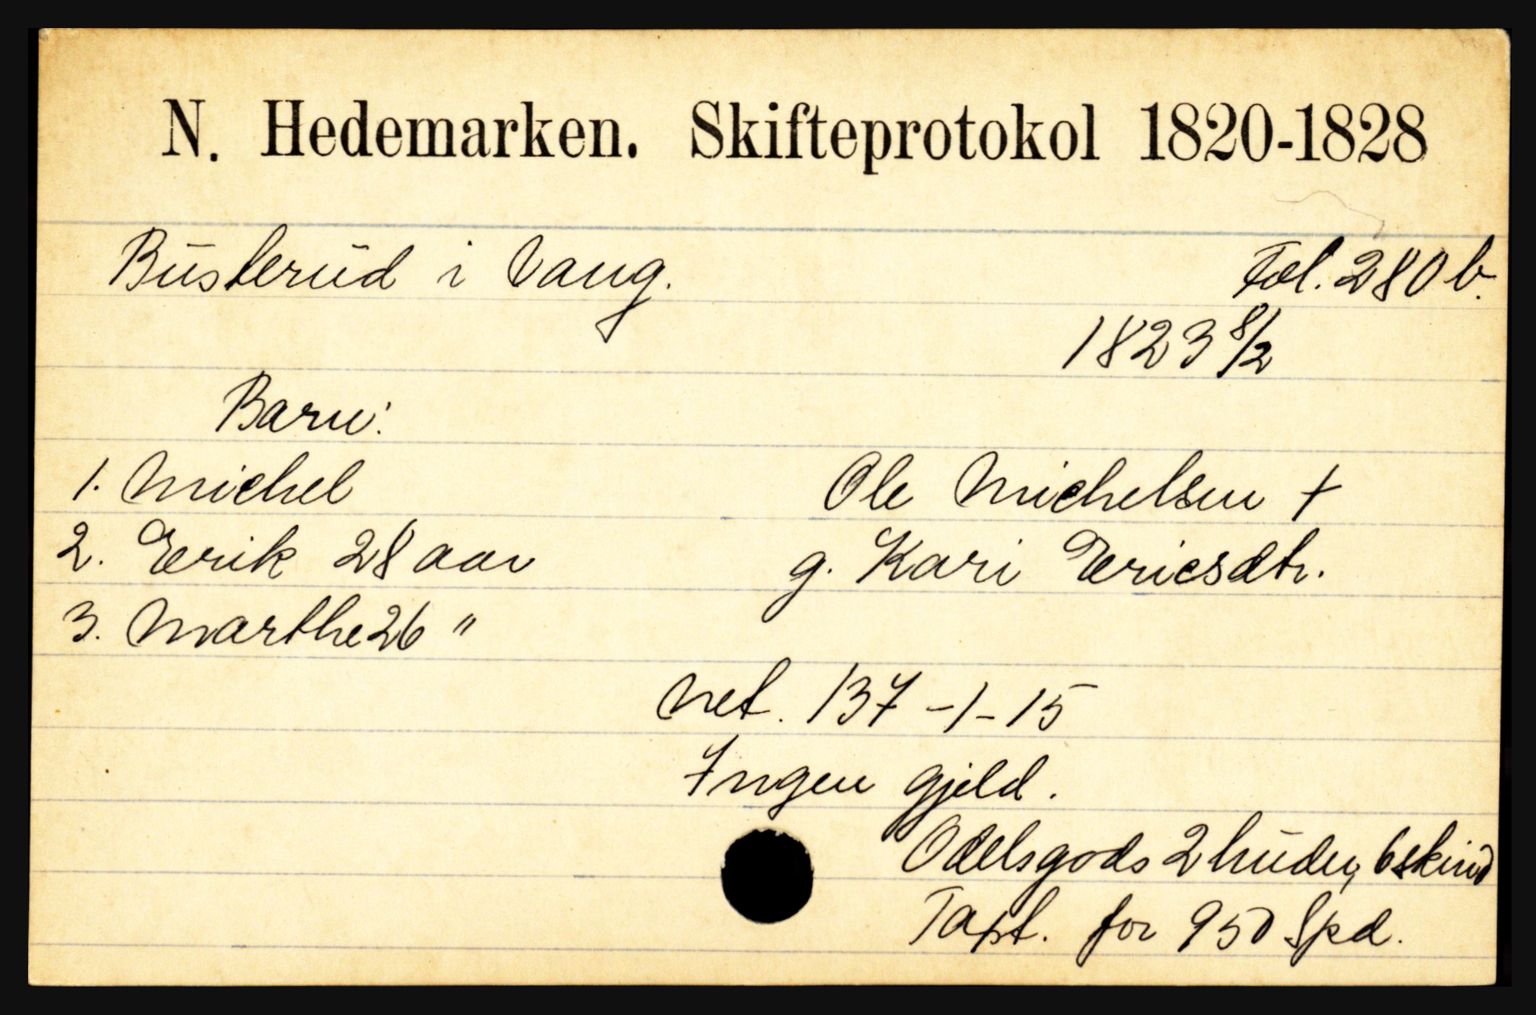 N. Hedemarken. Skifteprotokol 1820-1828
Busterud i Vang. Fol. 280 b.
1823 8/2
Barn:
1. Michel Ole Michelsen +
2. Erik 28 aar g. Kari Ericsdtr.
3. Marthe 26 "
Net. 137-1-15
Ingen gjeld.
Odelsgods 2 huder, 6 skind
Taxt. for 950 Spd.